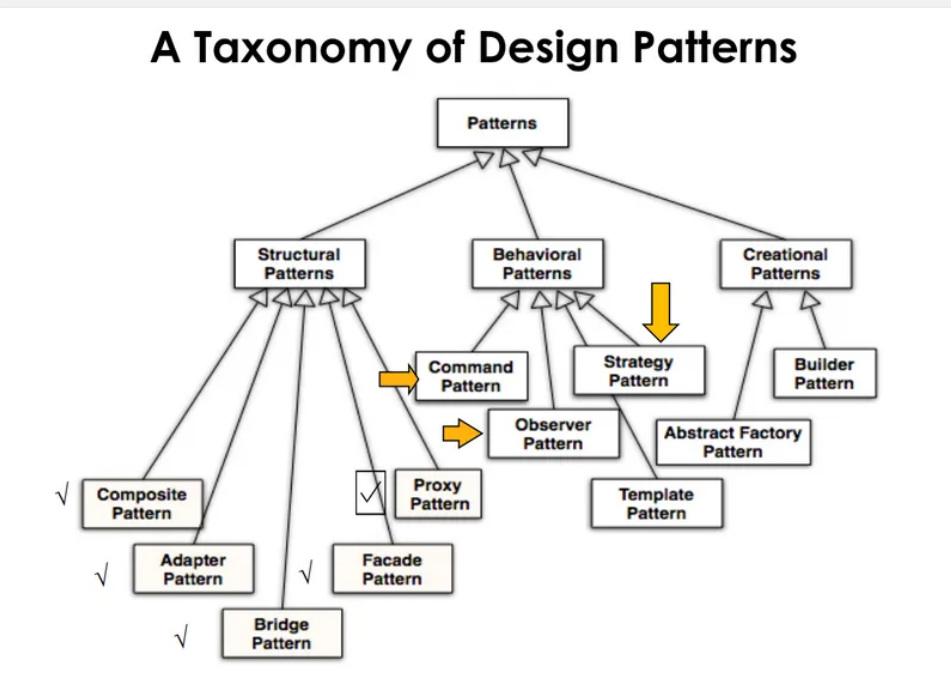 A Taxonomy of Design Patterns
Patterns
Structural
Patterns
Behavioral
Patterns
Creational
Patterns
Command
Pattern
Strategy
Pattern
Builder
Pattern
Observer
Pattern
Abstract Factory
Pattern
Composite
Pattern
Proxy
Pattern
Template
Pattern
Adapter
Pattern
Facade
Pattern
Bridge
Pattern